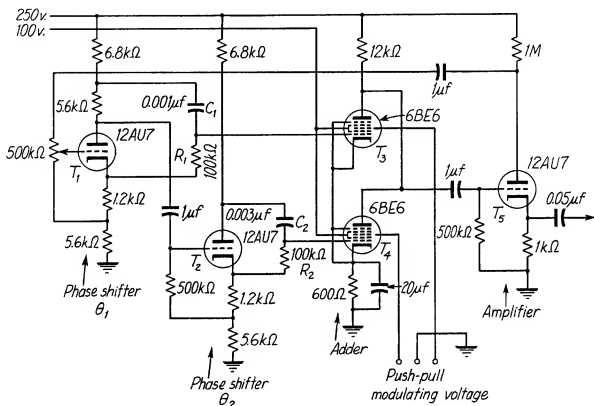 250v.
100v.
6.8kΩ
6.8kΩ
12kΩ
1M
1μf
5.6kΩ
0.001μf
C1
6BE6
12AU7
T1
500kΩ
R1
100kΩ
T3
12AU7
1.2kΩ
1μf
0.003μf
C2
6BE6
1μf
T5
0.05μf
12AU7
T2
T4
500kΩ
5.6kΩ
500kΩ
100kΩ
R2
1kΩ
1.2kΩ
600Ω
20μf
Phase shifter
θ1
5.6kΩ
Adder
Amplifier
Phase shifter
θ2
Push-pull
modulating voltage